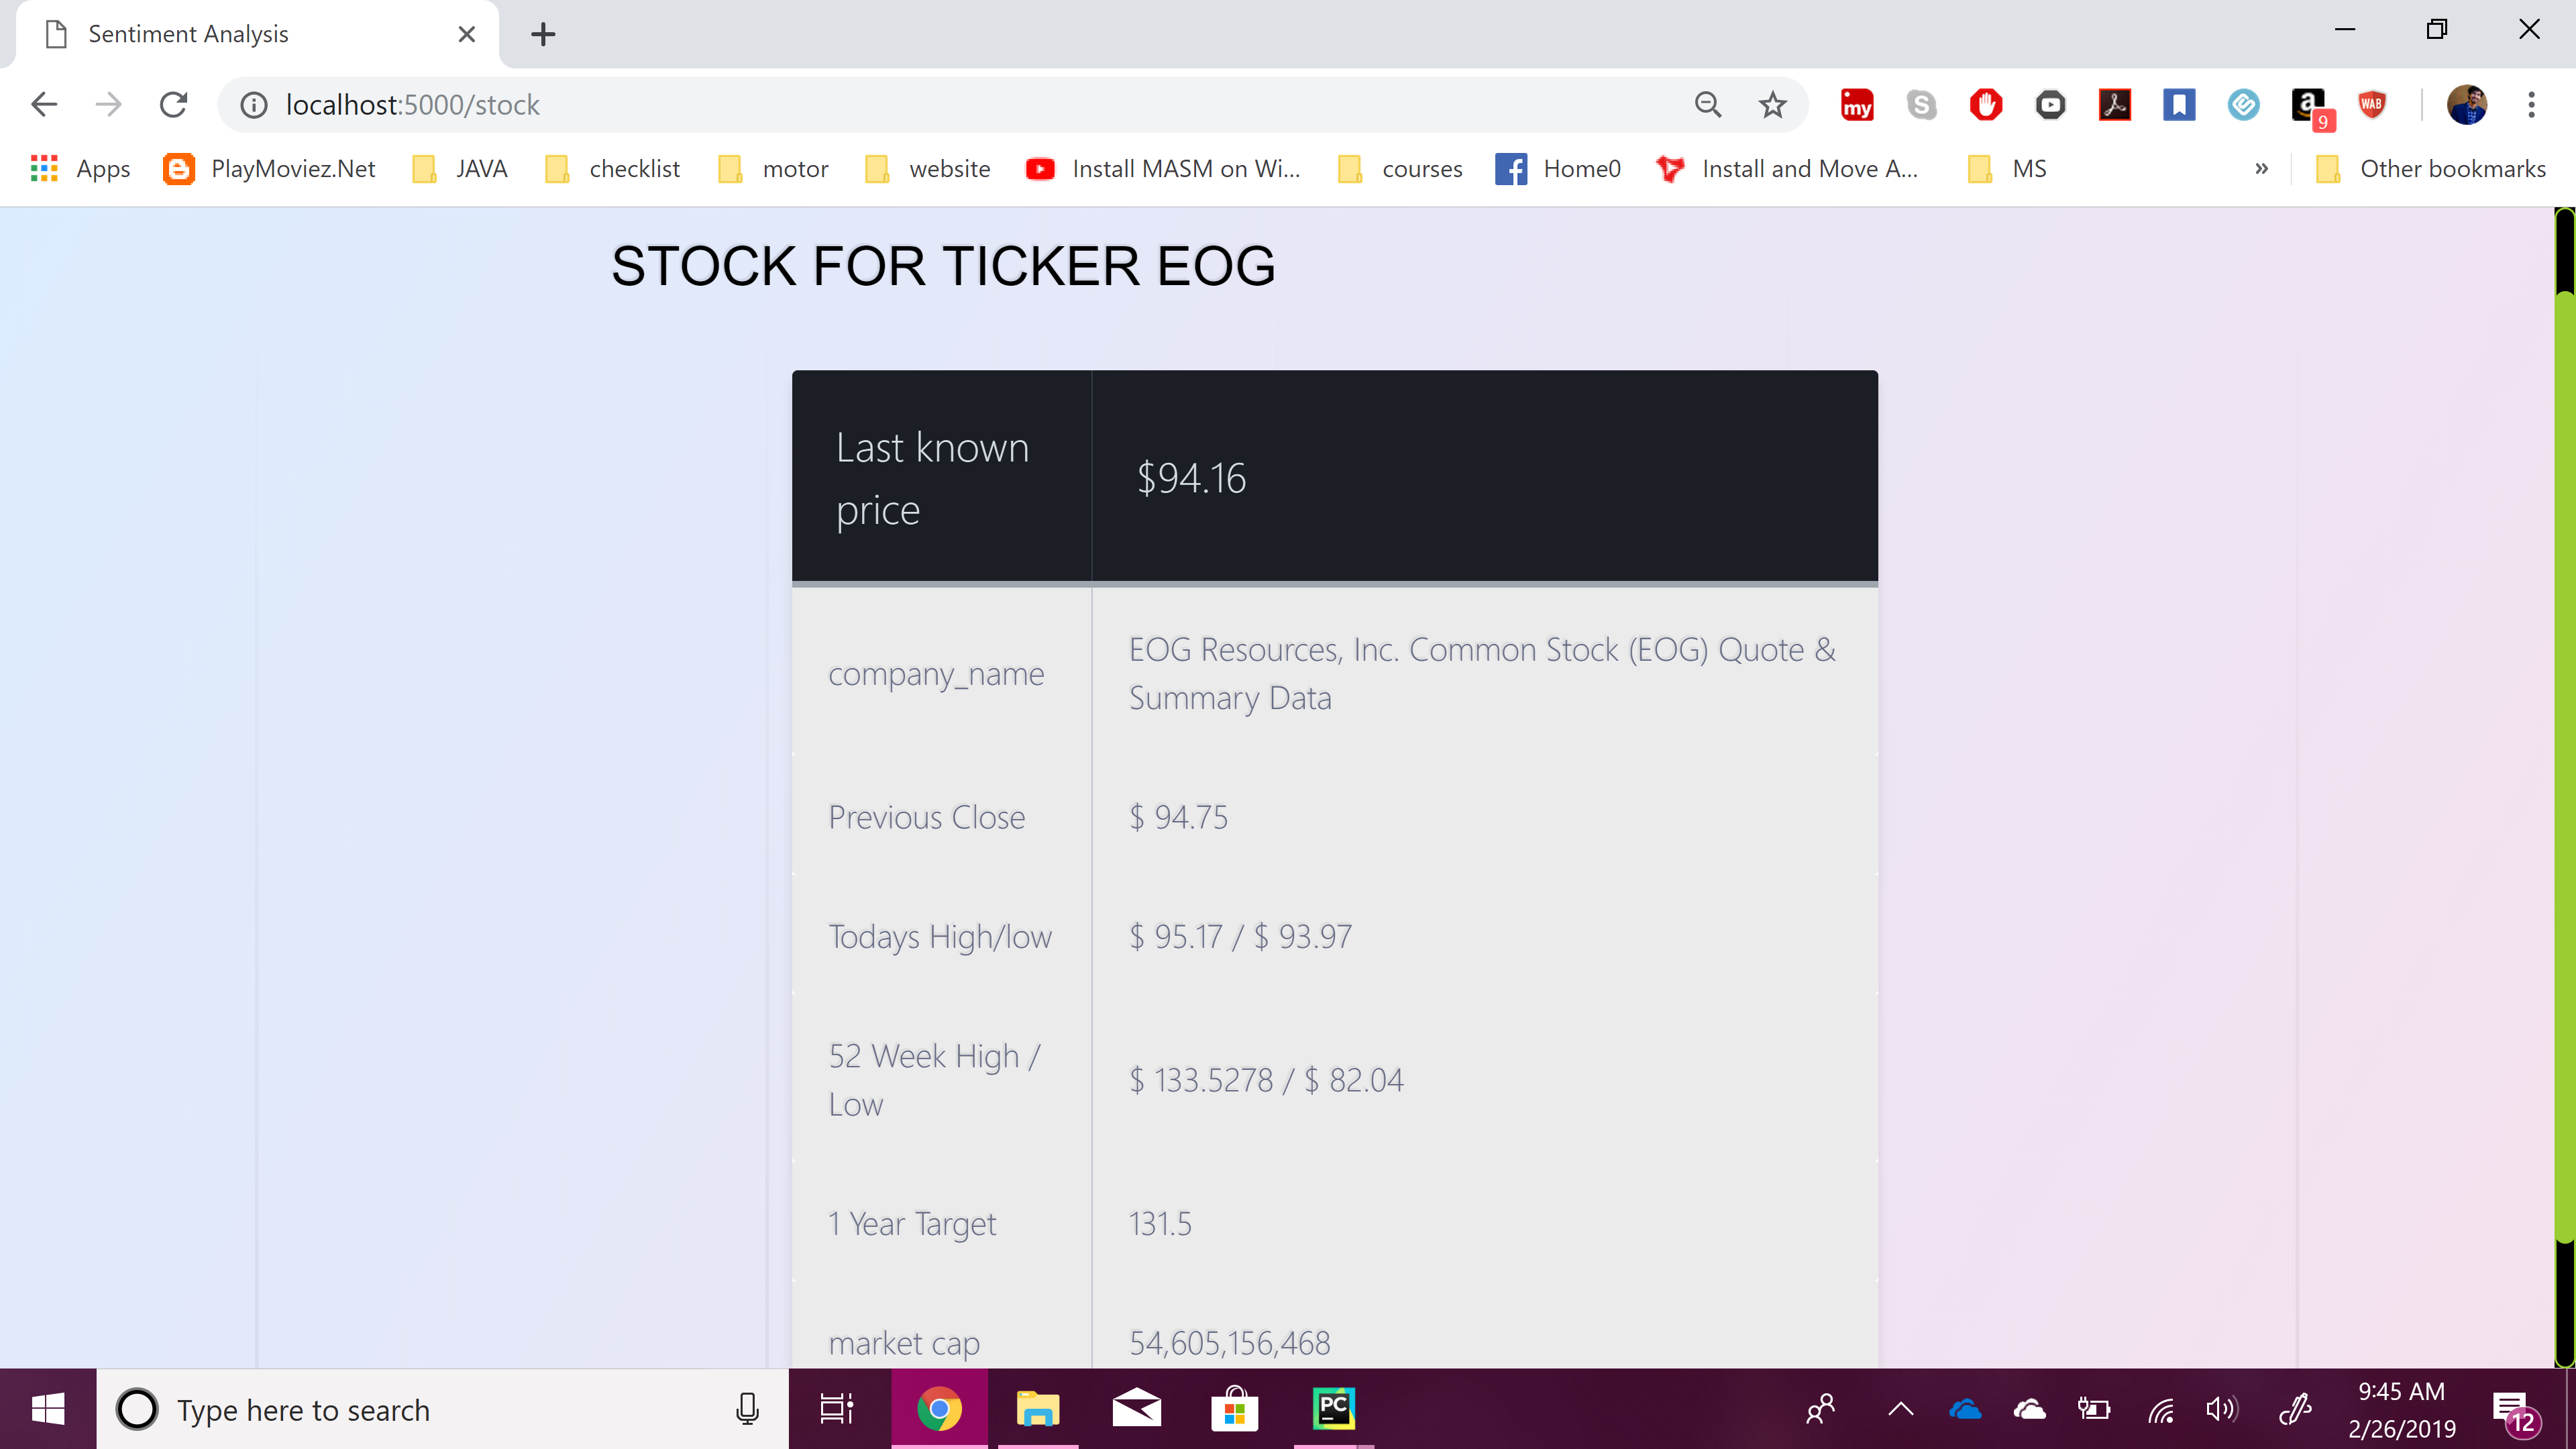 Sentiment Analysis
localhost:5000/stock
my
S
a
9
WAB
Apps
PlayMoviez.Net
JAVA
checklist
motor
website
Install MASM on Wi...
courses
Home0
Install and Move A...
MS
»
Other bookmarks
STOCK FOR TICKER EOG
Last known
price
$94.16
company_name
EOG Resources, Inc. Common Stock (EOG) Quote &
Summary Data
Previous Close
$ 94.75
Todays High/low
$ 95.17 / $ 93.97
52 Week High /
Low
$ 133.5278 / $ 82.04
1 Year Target
131.5
market cap
54,605,156,468
Type here to search
PC
9:45 AM
2/26/2019
12